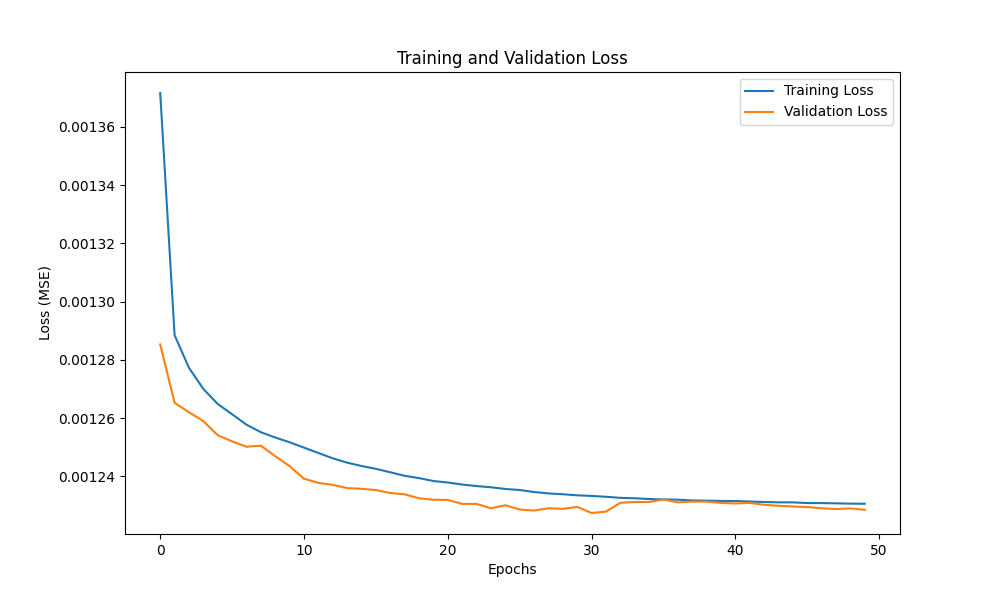 Training and Validation Loss
Training Loss
Validation Loss
0.00136
0.00134
0.00132
0.00130
0.00128
0.00126
0.00124
Loss (MSE)
0
10
20
30
40
50
Epochs